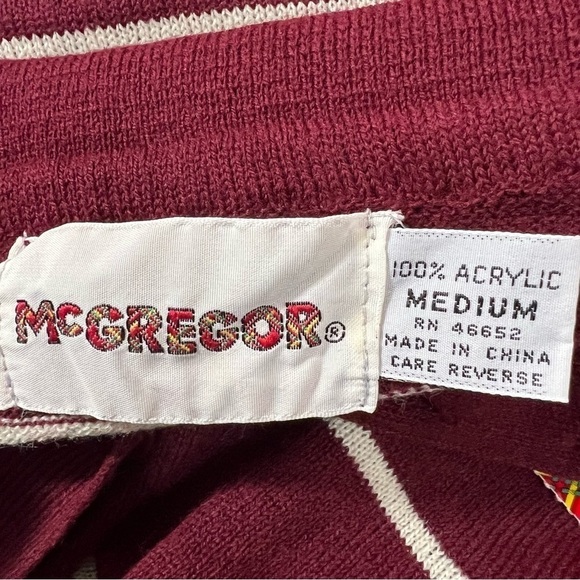 McGREGOR®
100% ACRYLIC
MEDIUM
RN 46652
MADE IN CHINA
CARE REVERSE